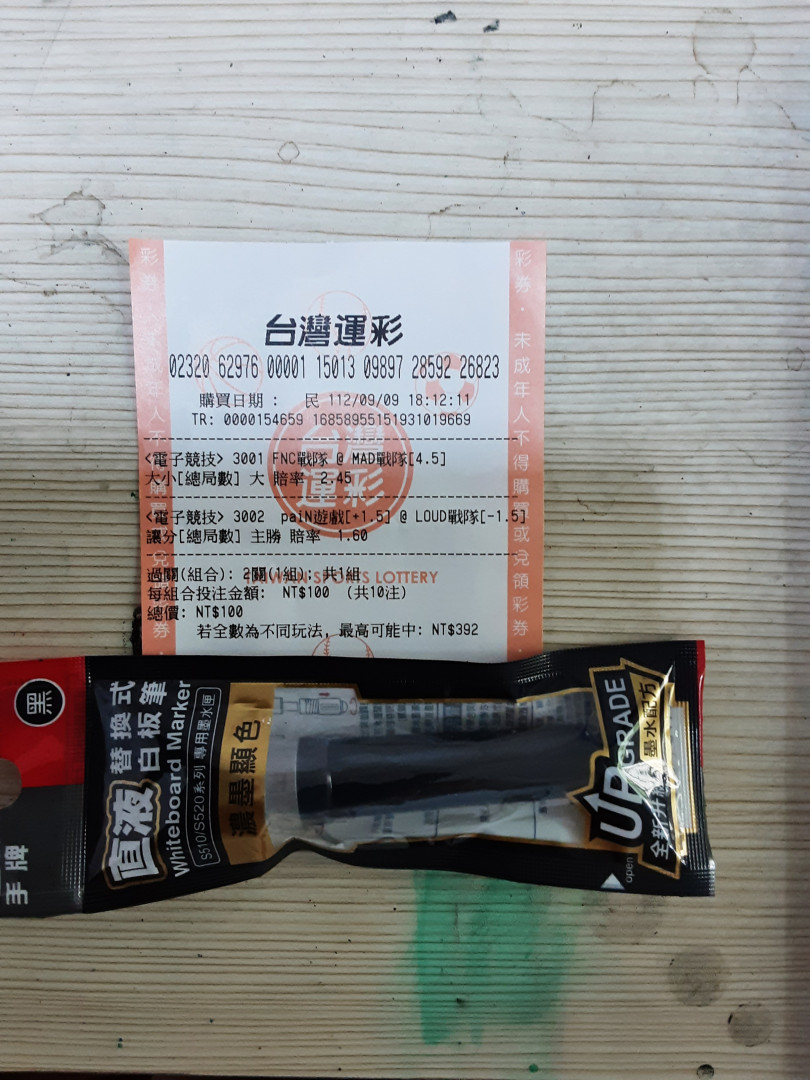 台灣運彩
02320 62976 00001 15013 09897 28592 26823
購買日期： 民 112/09/09 18:12:11
TR: 0000154659 16858955151931019669
<電子競技> 3001 FNC戰隊 @ MAD戰隊[4.5]
大小[總局數] 大 賠率 2.45
<電子競技> 3002 paiN遊戲[+1.5] @ LOUD戰隊[-1.5]
讓分[總局數] 主勝 賠率 1.60
過關(組合): 2關(1組); 共1組
每組合投注金額: NT$100 (共10注)
總價: NT$100
若全數為不同玩法, 最高可能中: NT$392
TAIWAN SPORTS LOTTERY
台灣
運彩
彩券・未成年人不得購買或兌領彩券・
黑
手牌
直液
替換式
白板筆
Whiteboard Marker
S510/S520系列 專用墨水匣
濃墨顯色
UPGRADE
墨水配方
open